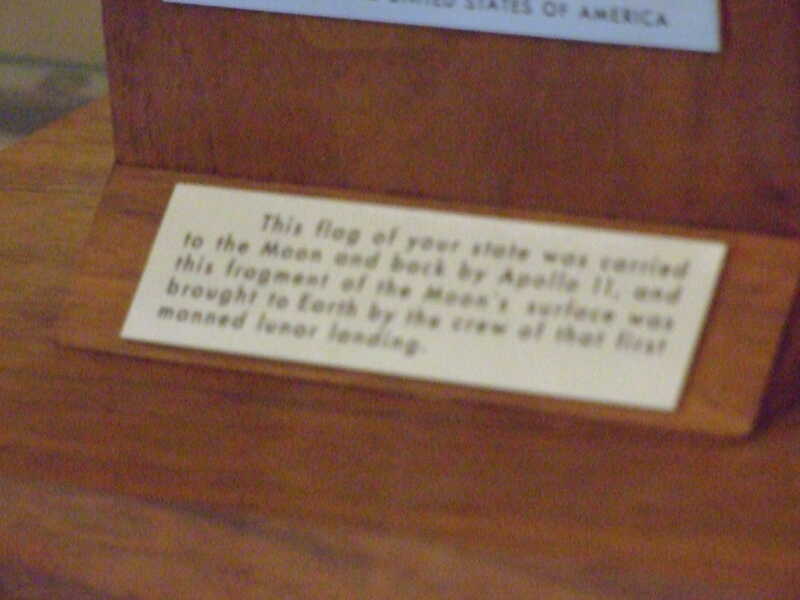 UNITED STATES OF AMERICA
This flag of your state was carried
to the Moon and back by Apollo 11, and
this fragment of the Moon's surface was
brought to Earth by the crew of that first
manned lunar landing.